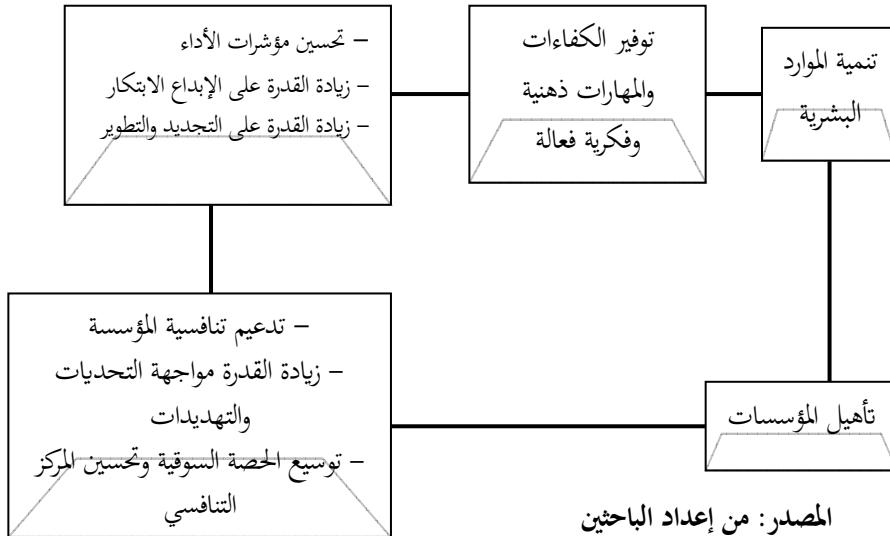 تنمية الموارد
البشرية
توفير الكفاءات
والمهارات ذهنية
وفكرية فعالة
– تحسين مؤشرات الأداء
– زيادة القدرة على الإبداع الابتكار
– زيادة القدرة على التجديد والتطوير
– تدعيم تنافسية المؤسسة
– زيادة القدرة مواجهة التحديات
والتهديدات
– توسيع الحصة السوقية وتحسين المركز
التنافسي
تأهيل المؤسسات
المصدر: من إعداد الباحثين